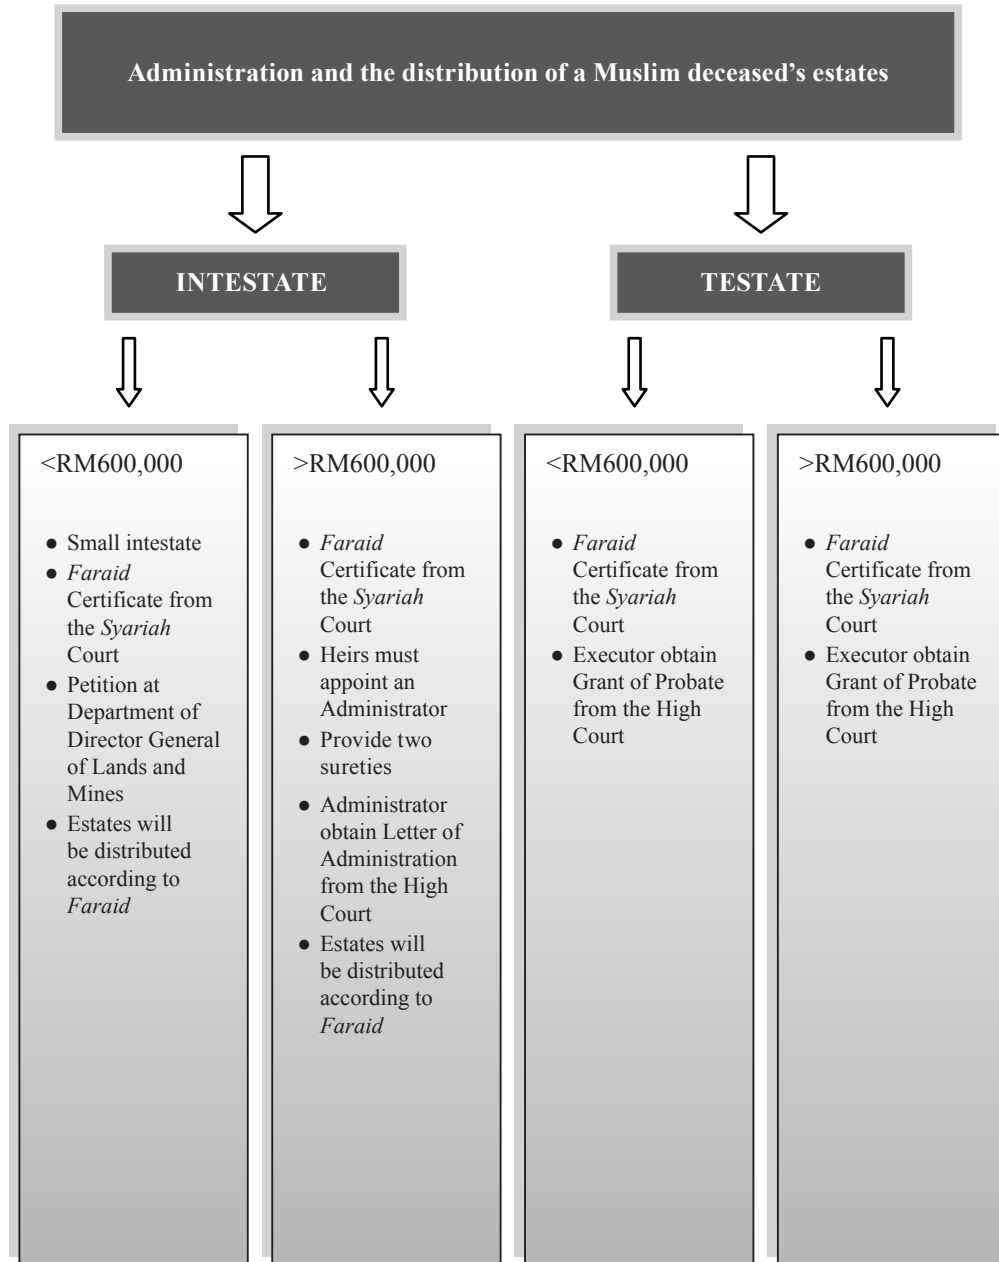 Administration and the distribution of a Muslim deceased's estates
INTESTATE
TESTATE
<RM600,000
● Small intestate
● Faraid
Certificate from
the Syariah
Court
● Petition at
Department of
Director General
of Lands and
Mines
● Estates will
be distributed
according to
Faraid
>RM600,000
● Faraid
Certificate from
the Syariah
Court
● Heirs must
appoint an
Administrator
● Provide two
sureties
● Administrator
obtain Letter of
Administration
from the High
Court
● Estates will
be distributed
according to
Faraid
<RM600,000
● Faraid
Certificate from
the Syariah
Court
● Executor obtain
Grant of Probate
from the High
Court
>RM600,000
● Faraid
Certificate from
the Syariah
Court
● Executor obtain
Grant of Probate
from the High
Court